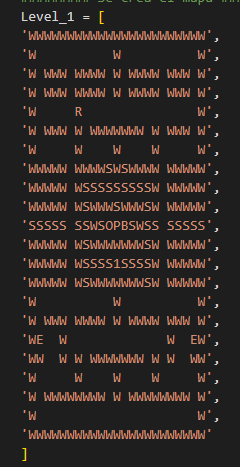 Level_1 = [
'WWWWWWWWWWWWWWWWWWWWWWW',
'W          W          W',
'W WWW WWWW W WWWW WWW W',
'W WWW WWWW W WWWW WWW W',
'W     R               W',
'W WWW W WWWWWWW W WWW W',
'W     W    W    W     W',
'WWWWW WWWWSWSWWWW WWWWW',
'WWWWW WSSSSSSSSSW WWWWW',
'WWWWW WSWWSWSWWSW WWWWW',
'SSSSS SSWSOPBSWSS SSSSS',
'WWWWW WSWWWWWWWSW WWWWW',
'WWWWW WSSSS1SSSSW WWWWW',
'WWWWW WSWWWWWWWSW WWWWW',
'W          W          W',
'W WWW WWWW W WWWW WWW W',
'WE  W             W  EW',
'WW  W W WWWWWWW W W  WW',
'W     W    W    W     W',
'W WWWWWWWW W WWWWWWWW W',
'W                     W',
'WWWWWWWWWWWWWWWWWWWWWWW'
]